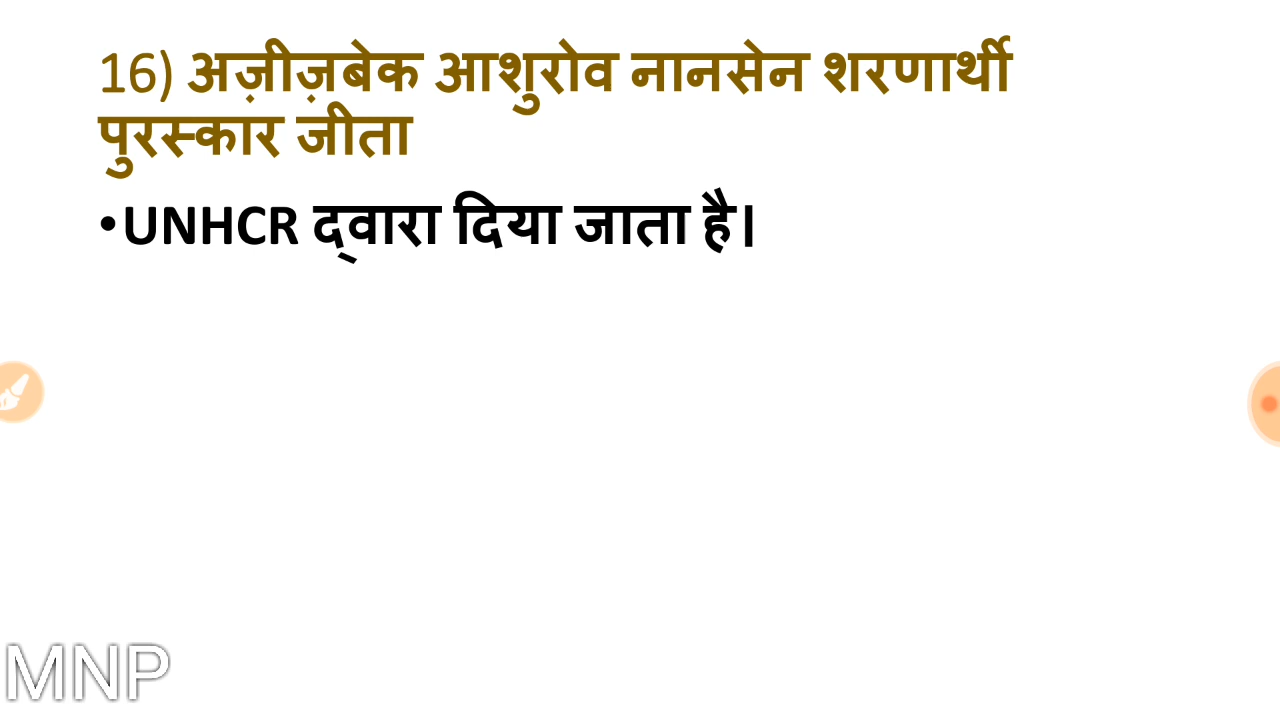 16) अज़ीज़बेक आशुरोव नानसेन शरणार्थी
पुरस्कार जीता
•UNHCR द्वारा दिया जाता है।
MNP